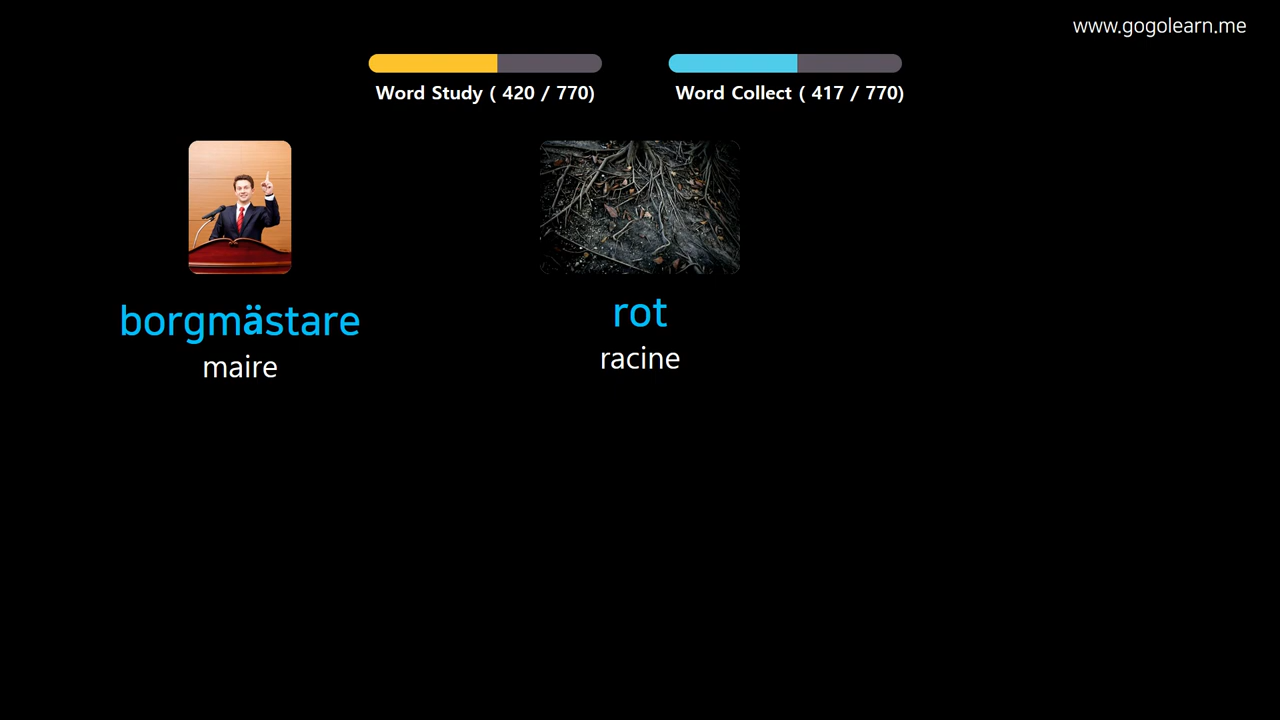 www.gogolearn.me
Word Study ( 420 / 770)
Word Collect ( 417 / 770)
borgmästare
maire
rot
racine